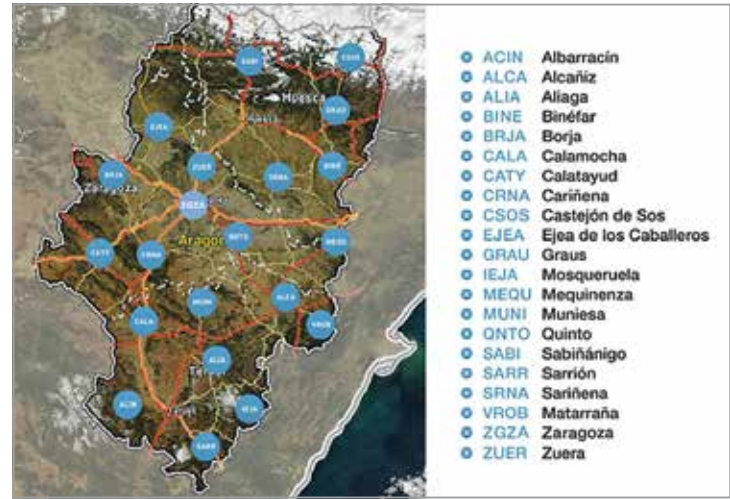 SABI
CSOS
Huesca
GRAU
EJEA
ZUER
BINE
SRNA
BRJA
Zaragoza
ZGZA
Aragon
QNTO
MEQU
CATY
CRNA
MUNI
ALCA
CALA
VROB
ALIA
ACIN
IEJA
SARR
ACIN Albarracín
ALCA Alcañiz
ALIA Aliaga
BINE Binéfar
BRJA Borja
CALA Calamocha
CATY Calatayud
CRNA Cariñena
CSOS Castejón de Sos
EJEA Ejea de los Caballeros
GRAU Graus
IEJA Mosqueruela
MEQU Mequinenza
MUNI Muniesa
QNTO Quinto
SABI Sabiñánigo
SARR Sarrión
SRNA Sariñena
VROB Matarraña
ZGZA Zaragoza
ZUER Zuera